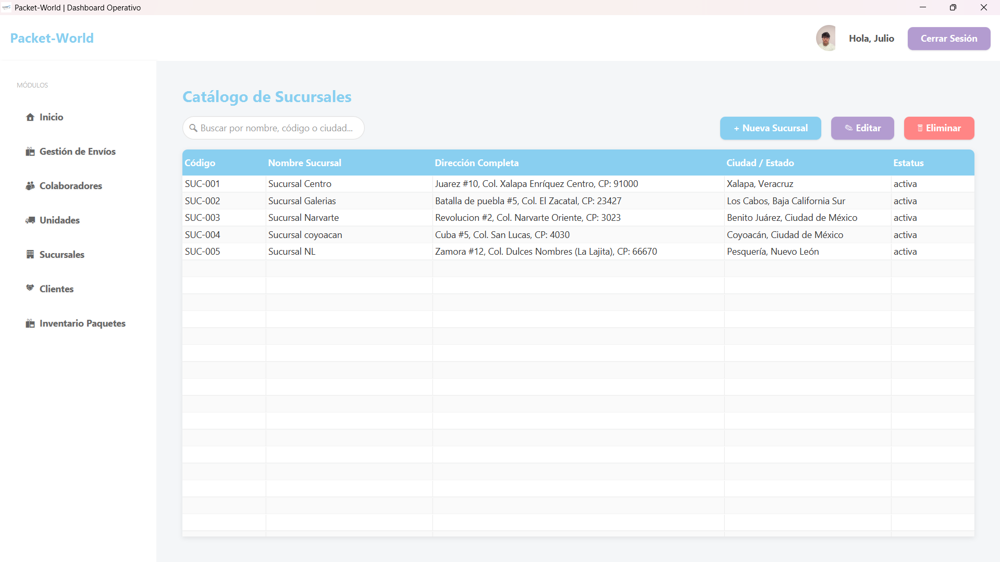 Packet-World | Dashboard Operativo
Packet-World
Hola, Julio
Cerrar Sesión
MÓDULOS
Inicio
Gestión de Envíos
Colaboradores
Unidades
Sucursales
Clientes
Inventario Paquetes
Catálogo de Sucursales
Buscar por nombre, código o ciudad...
+ Nueva Sucursal
Editar
Eliminar
Código Nombre Sucursal Dirección Completa Ciudad / Estado Estatus
SUC-001 Sucursal Centro Juarez #10, Col. Xalapa Enríquez Centro, CP: 91000 Xalapa, Veracruz activa
SUC-002 Sucursal Galerias Batalla de puebla #5, Col. El Zacatal, CP: 23427 Los Cabos, Baja California Sur activa
SUC-003 Sucursal Narvarte Revolucion #2, Col. Narvarte Oriente, CP: 3023 Benito Juárez, Ciudad de México activa
SUC-004 Sucursal coyoacan Cuba #5, Col. San Lucas, CP: 4030 Coyoacán, Ciudad de México activa
SUC-005 Sucursal NL Zamora #12, Col. Dulces Nombres (La Lajita), CP: 66670 Pesquería, Nuevo León activa